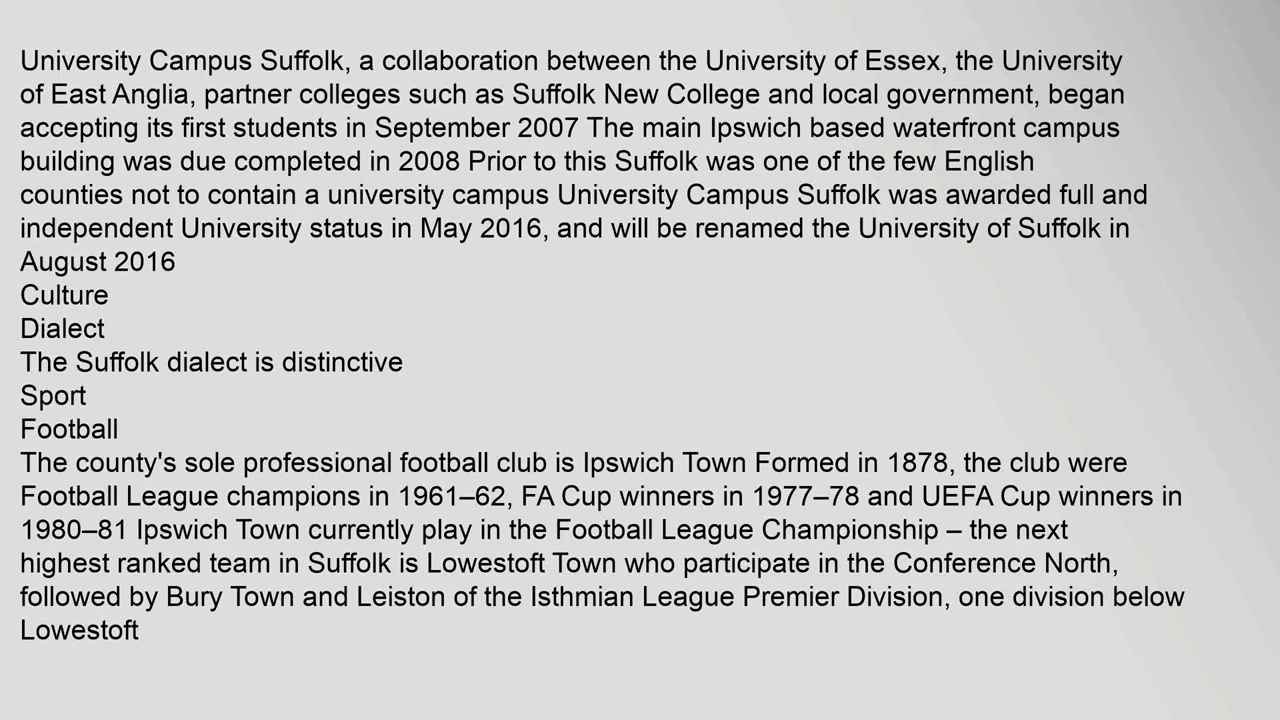 University Campus Suffolk, a collaboration between the University of Essex, the University
of East Anglia, partner colleges such as Suffolk New College and local government, began
accepting its first students in September 2007 The main Ipswich based waterfront campus
building was due completed in 2008 Prior to this Suffolk was one of the few English
counties not to contain a university campus University Campus Suffolk was awarded full and
independent University status in May 2016, and will be renamed the University of Suffolk in
August 2016
Culture
Dialect
The Suffolk dialect is distinctive
Sport
Football
The county's sole professional football club is Ipswich Town Formed in 1878, the club were
Football League champions in 1961–62, FA Cup winners in 1977–78 and UEFA Cup winners in
1980–81 Ipswich Town currently play in the Football League Championship – the next
highest ranked team in Suffolk is Lowestoft Town who participate in the Conference North,
followed by Bury Town and Leiston of the Isthmian League Premier Division, one division below
Lowestoft